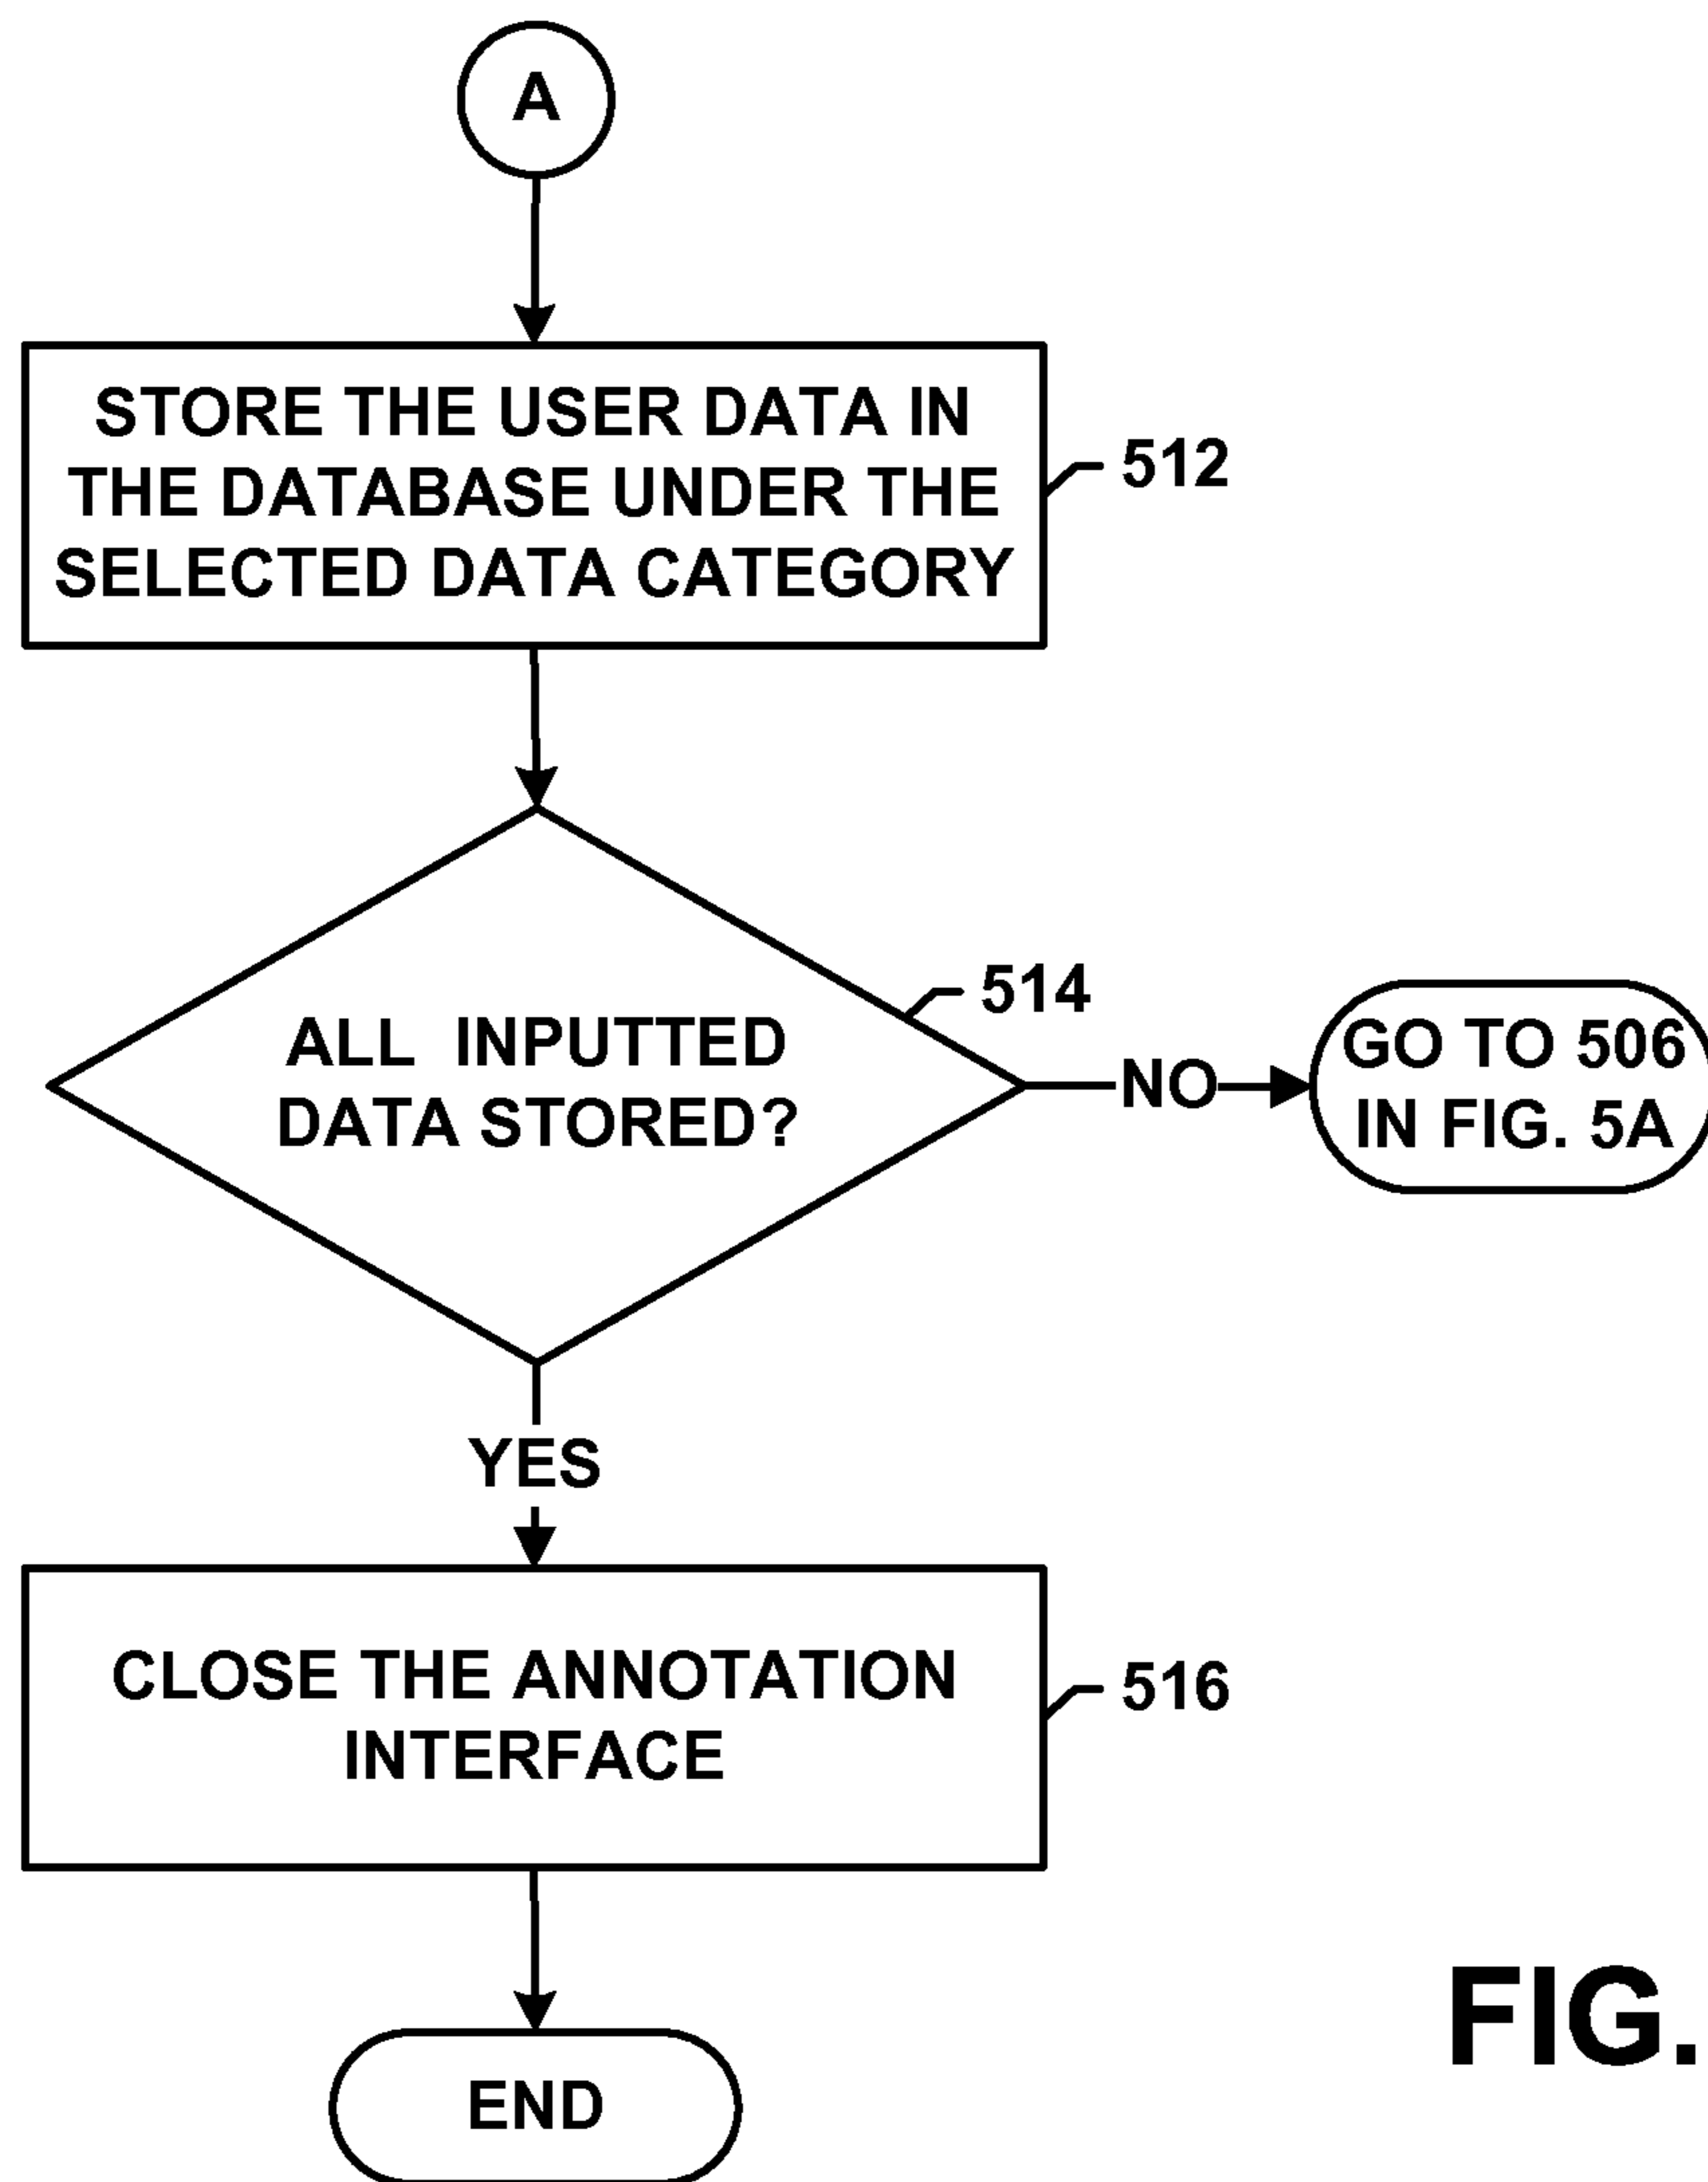 A
STORE THE USER DATA IN
THE DATABASE UNDER THE
SELECTED DATA CATEGORY
512
514
ALL INPUTTED
DATA STORED?
NO
GO TO 506
IN FIG. 5A
YES
CLOSE THE ANNOTATION
INTERFACE
516
END
FIG.